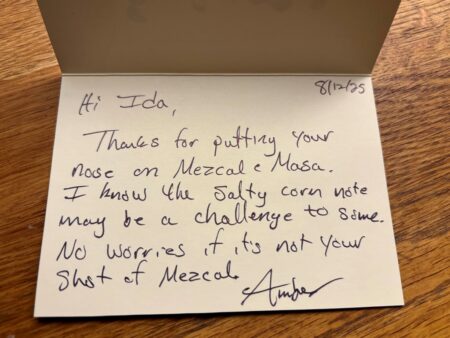 8/12/25
Hi Ida,
Thanks for putting your
nose on Mezcal & Masa.
I know the salty corn note
may be a challenge to some.
No worries if it's not your
shot of Mezcal.
Amber